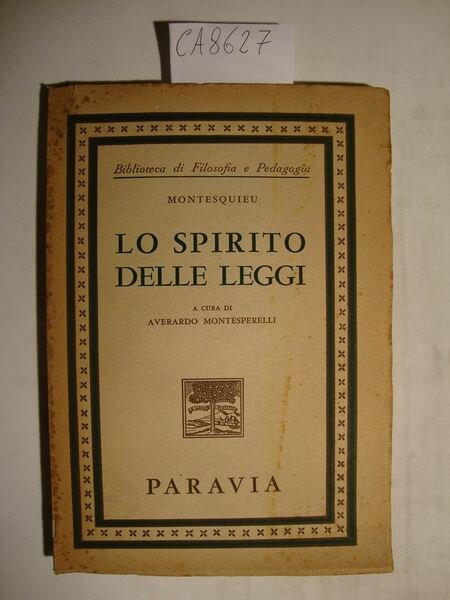 CA8627
Biblioteca di Filosofia e Pedagogia
MONTESQUIEU
LO SPIRITO
DELLE LEGGI
A CURA DI
AVERARDO MONTESPERELLI
PARAVIA